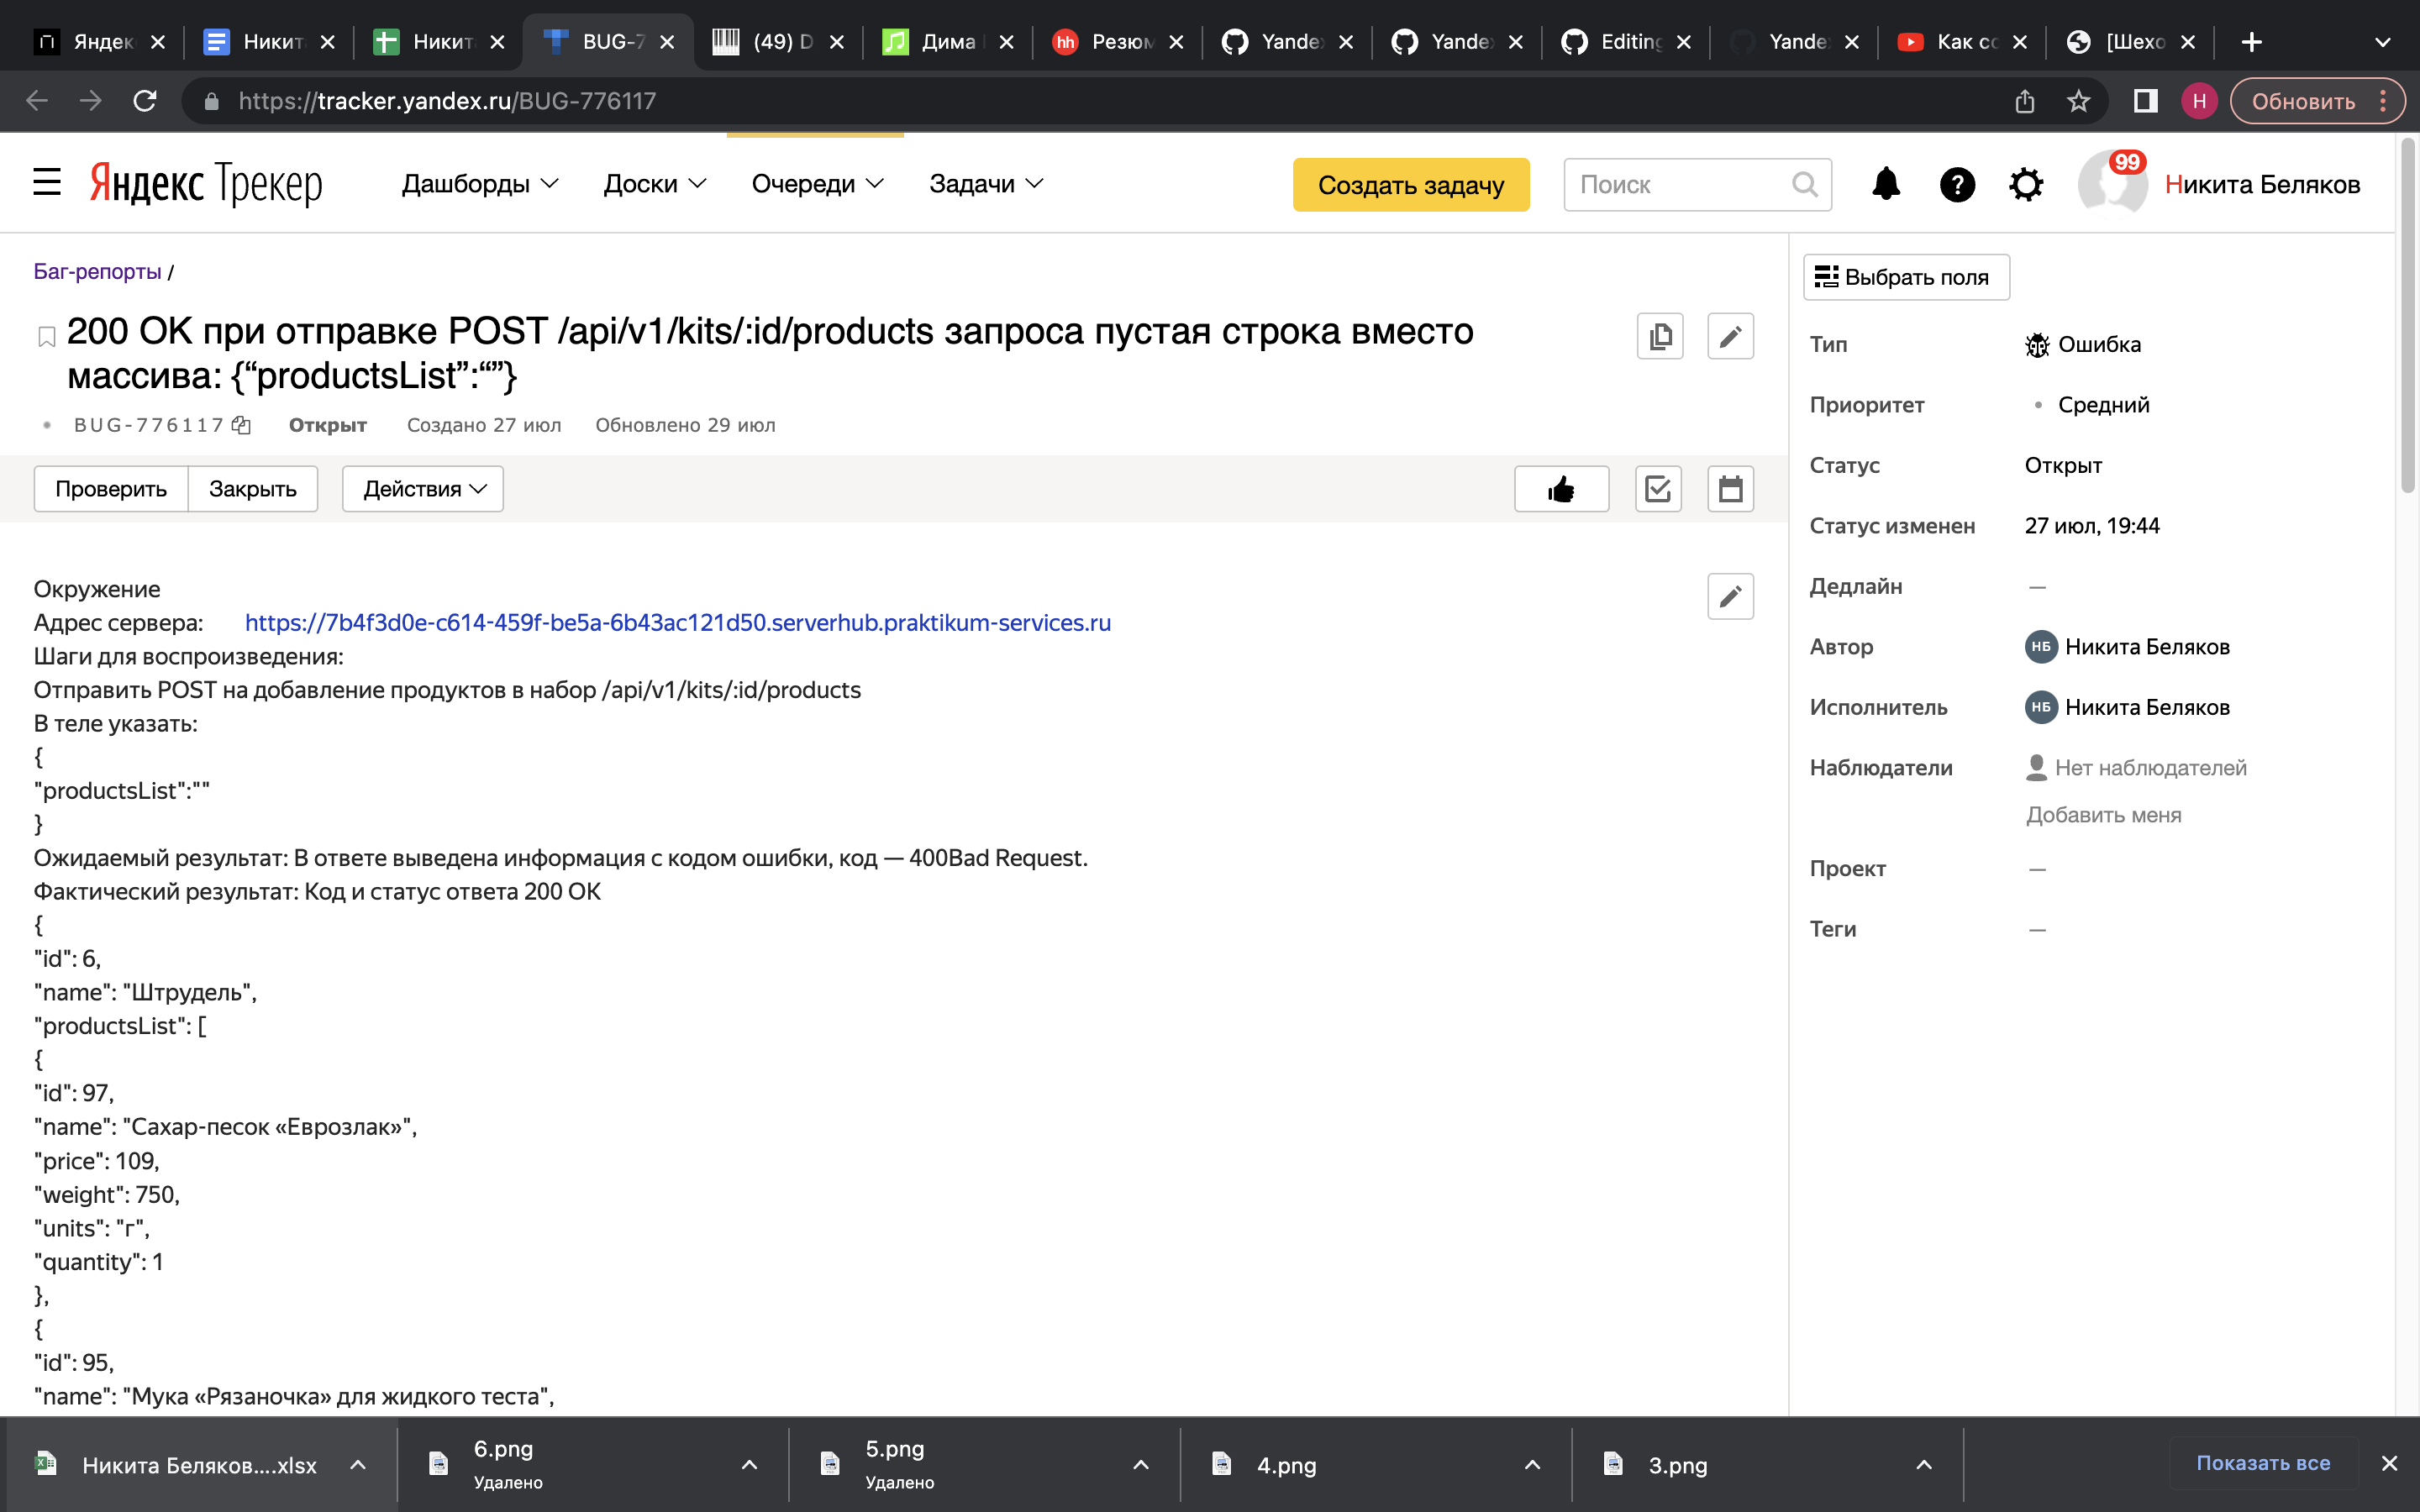 Яндек
Никит
Никит
BUG-7
(49) D
Дима
Резюм
Yande
Yande
Editing
Yande
Как со
[Шехо
https://tracker.yandex.ru/BUG-776117
Н
Обновить
Яндекс Трекер
Дашборды
Доски
Очереди
Задачи
Создать задачу
Поиск
99
Никита Беляков
Баг-репорты /
200 ОК при отправке POST /api/v1/kits/:id/products запроса пустая строка вместо
массива: {“productsList”:“”}
BUG-776117
Открыт
Создано 27 июл
Обновлено 29 июл
Проверить
Закрыть
Действия
Окружение
Адрес сервера: https://7b4f3d0e-c614-459f-be5a-6b43ac121d50.serverhub.praktikum-services.ru
Шаги для воспроизведения:
Отправить POST на добавление продуктов в набор /api/v1/kits/:id/products
В теле указать:
{
"productsList":""
}
Ожидаемый результат: В ответе выведена информация с кодом ошибки, код — 400Bad Request.
Фактический результат: Код и статус ответа 200 ОК
{
"id": 6,
"name": "Штрудель",
"productsList": [
{
"id": 97,
"name": "Сахар-песок «Еврозлак»",
"price": 109,
"weight": 750,
"units": "г",
"quantity": 1
},
{
"id": 95,
"name": "Мука «Рязаночка» для жидкого теста",
Выбрать поля
Тип Ошибка
Приоритет Средний
Статус Открыт
Статус изменен 27 июл, 19:44
Дедлайн —
Автор НБ Никита Беляков
Исполнитель НБ Никита Беляков
Наблюдатели Нет наблюдателей
Добавить меня
Проект —
Теги —
Никита Беляков....xlsx
6.png
Удалено
5.png
Удалено
4.png
3.png
Показать все